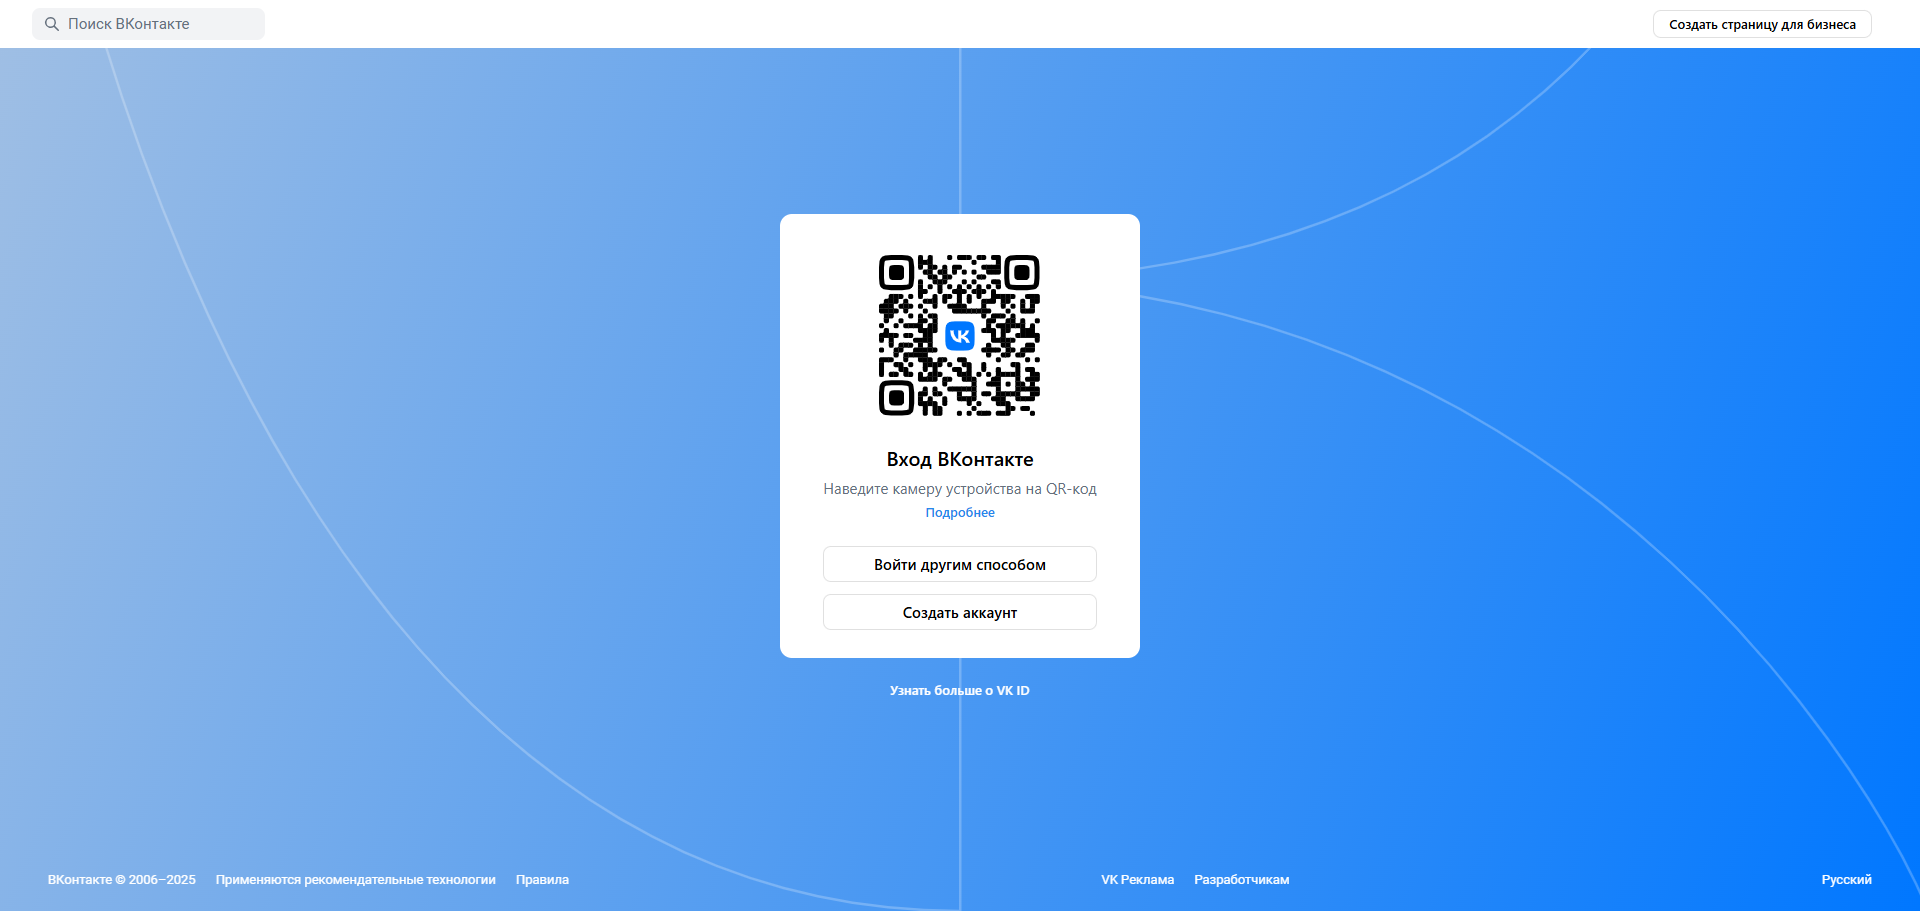 Поиск ВКонтакте
Создать страницу для бизнеса
VK
Вход ВКонтакте
Наведите камеру устройства на QR-код
Подробнее
Войти другим способом
Создать аккаунт
Узнать больше о VK ID
ВКонтакте © 2006–2025 Применяются рекомендательные технологии Правила VK Реклама Разработчикам Русский